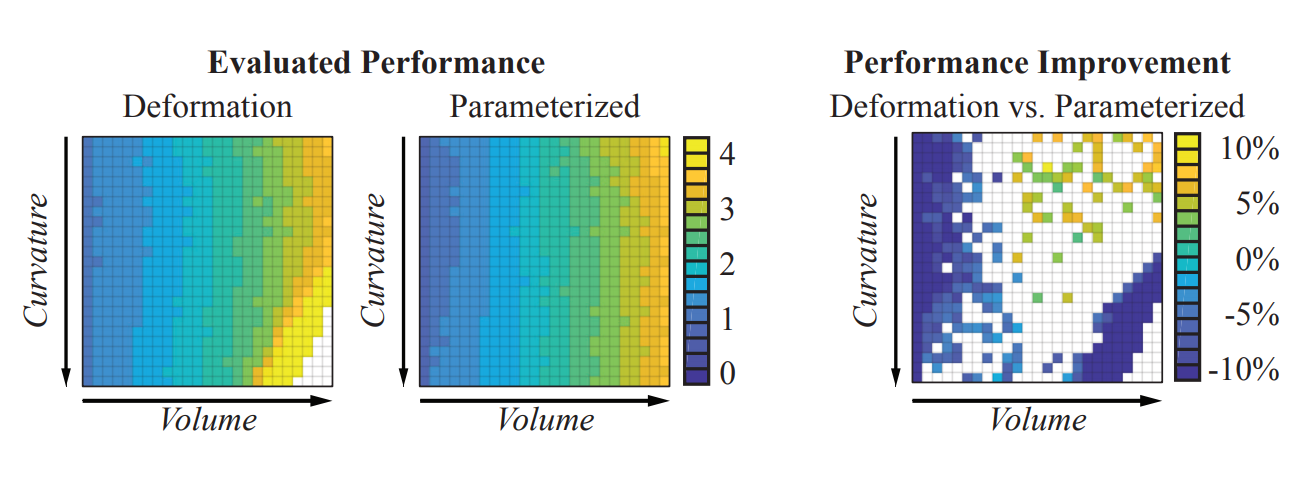 Evaluated Performance
Deformation
Parameterized
Curvature
Volume
Curvature
Volume
4
3
2
1
0
Performance Improvement
Deformation vs. Parameterized
Curvature
Volume
10%
5%
0%
-5%
-10%